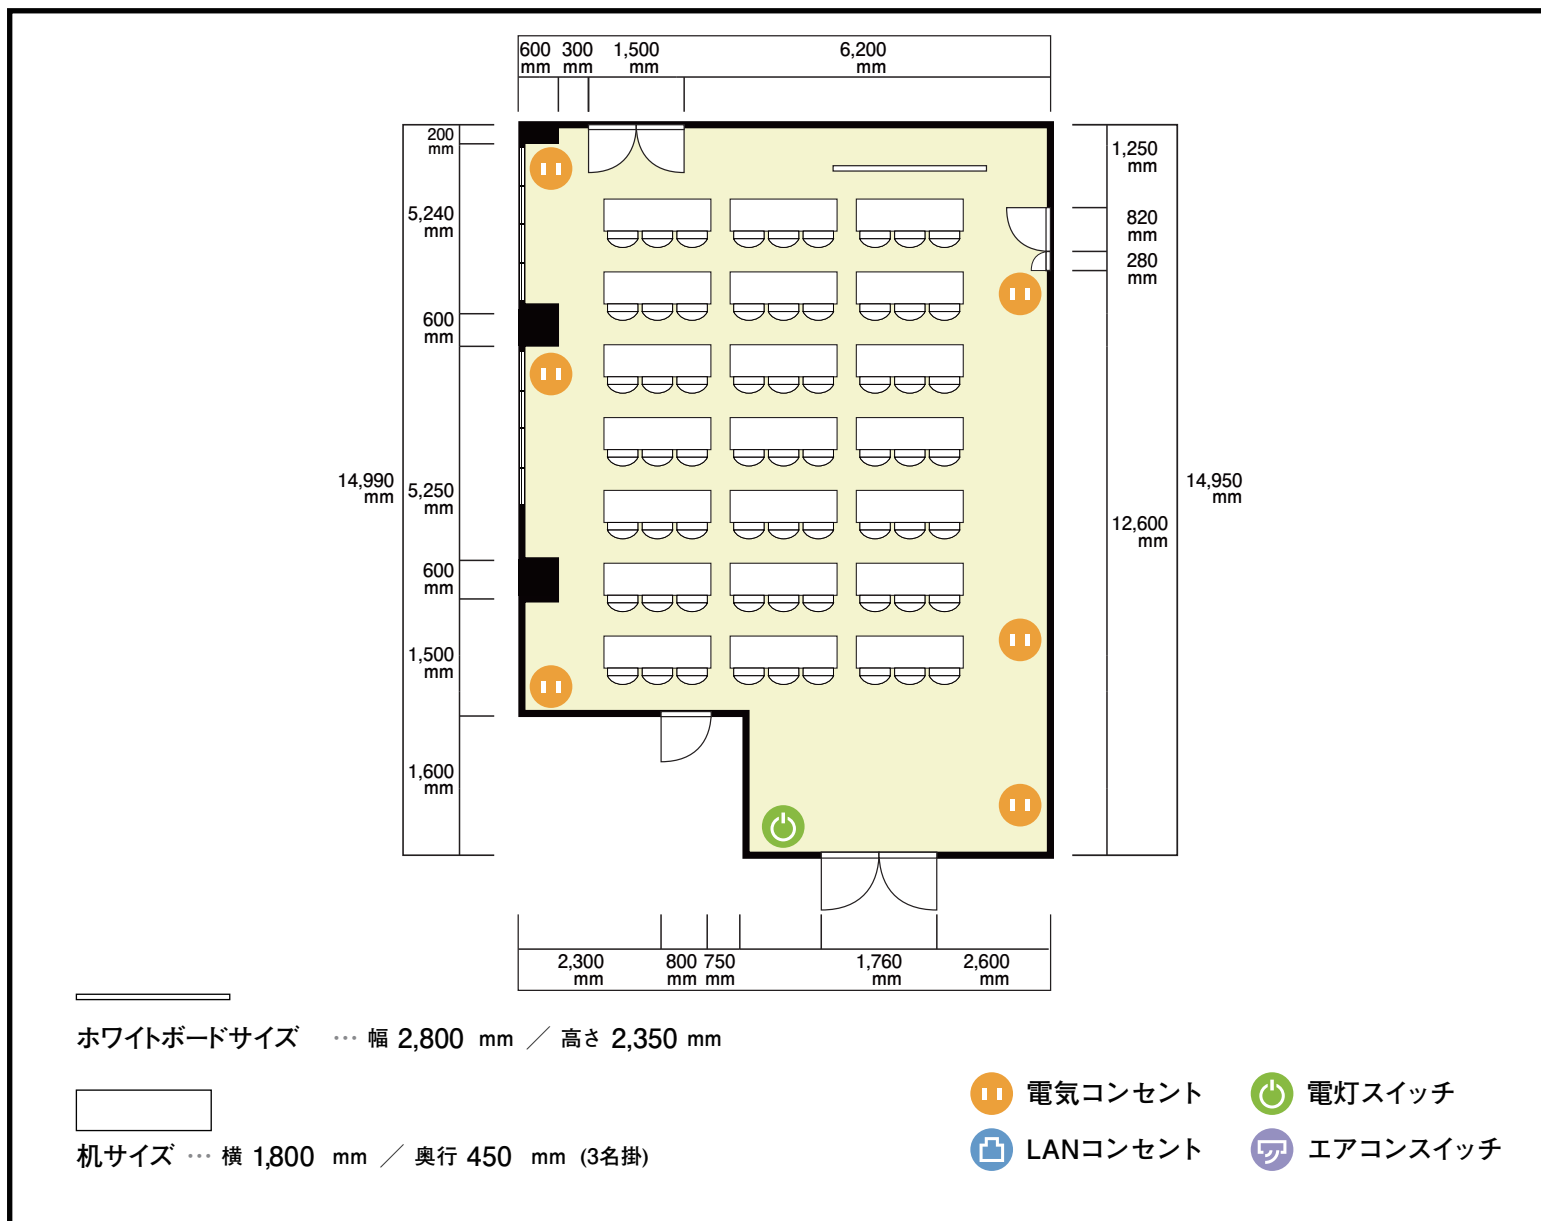 600 mm
300 mm
1,500 mm
6,200 mm
200 mm
5,240 mm
600 mm
5,250 mm
600 mm
1,500 mm
1,600 mm
14,990 mm
1,250 mm
820 mm
280 mm
12,600 mm
14,950 mm
2,300 mm
800 mm
750 mm
1,760 mm
2,600 mm
ホワイトボードサイズ … 幅 2,800 mm ／ 高さ 2,350 mm
机サイズ … 横 1,800 mm ／ 奥行 450 mm (3名掛)
電気コンセント
電灯スイッチ
LANコンセント
エアコンスイッチ